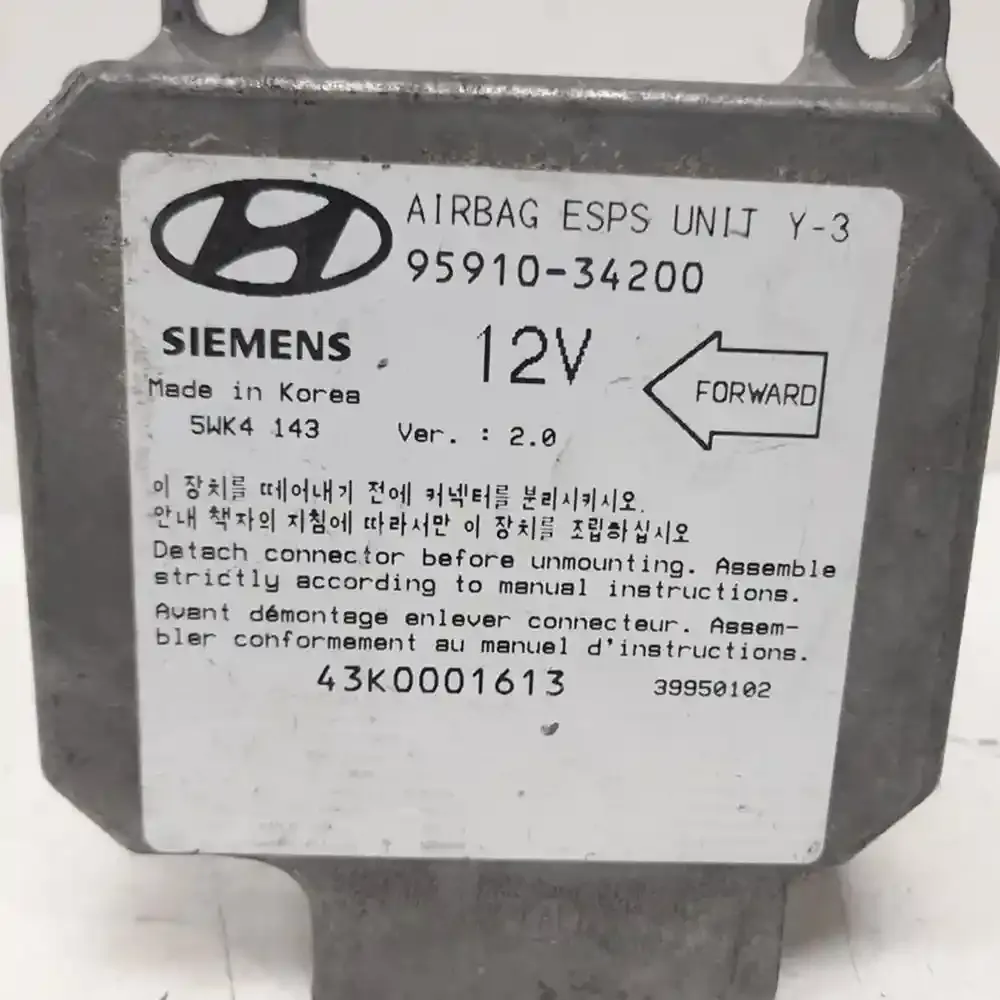 AIRBAG ESPS UNIT Y-3
95910-34200
SIEMENS
12V
FORWARD
Made in Korea
5WK4 143
Ver. : 2.0
이 장치를 떼어내기 전에 커넥터를 분리시키시오.
안내 책자의 지침에 따라서만 이 장치를 조립하십시오
Detach connector before unmounting. Assemble
strictly according to manual instructions.
Avant démontage enlever connecteur. Assem-
bler conformement au manuel d'instructions.
43K0001613
39950102